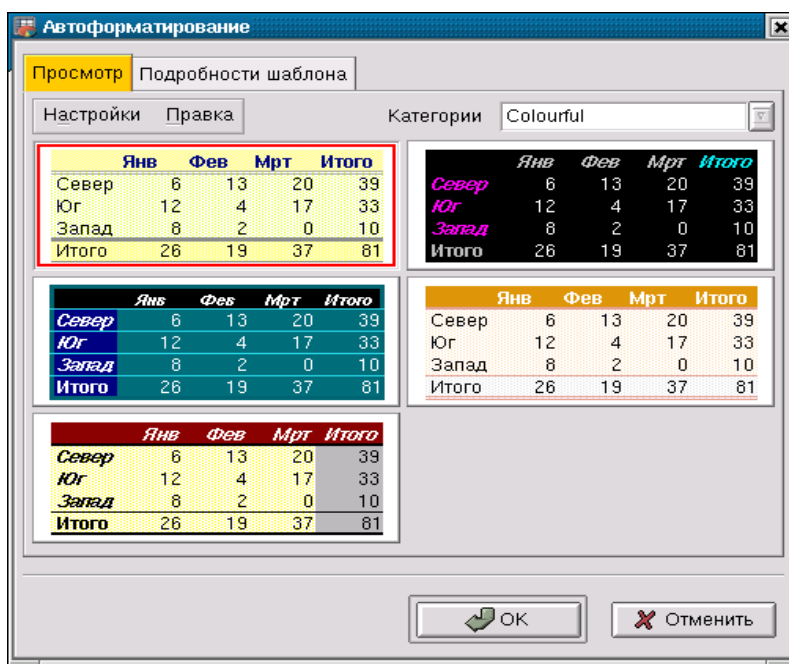 Автоформатирование
Просмотр Подробности шаблона
Настройки Правка Категории Colourful
Янв Фев Мрт Итого
Север 6 13 20 39
Юг 12 4 17 33
Запад 8 2 0 10
Итого 26 19 37 81
Янв Фев Мрт Итого
Север 6 13 20 39
Юг 12 4 17 33
Запад 8 2 0 10
Итого 26 19 37 81
Янв Фев Мрт Итого
Север 6 13 20 39
Юг 12 4 17 33
Запад 8 2 0 10
Итого 26 19 37 81
Янв Фев Мрт Итого
Север 6 13 20 39
Юг 12 4 17 33
Запад 8 2 0 10
Итого 26 19 37 81
Янв Фев Мрт Итого
Север 6 13 20 39
Юг 12 4 17 33
Запад 8 2 0 10
Итого 26 19 37 81
OK Отменить